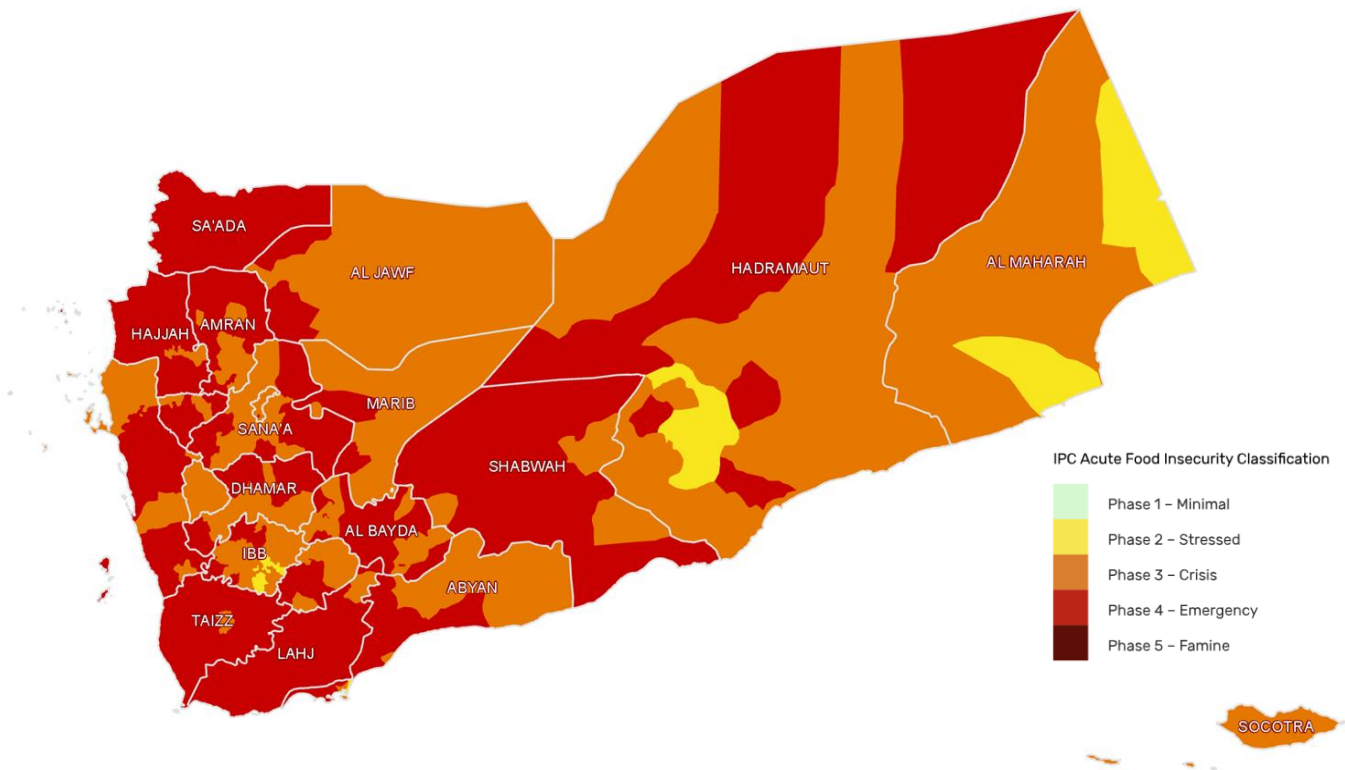 SA'ADA
AL JAWF
HADRAMAUT
AL MAHARAH
HAJJAH
AMRAN
MARIB
SANA'A
SHABWAH
DHAMAR
AL BAYDA
IBB
ABYAN
TAIZZ
LAHJ
IPC Acute Food Insecurity Classification
Phase 1 – Minimal
Phase 2 – Stressed
Phase 3 – Crisis
Phase 4 – Emergency
Phase 5 – Famine
SOCOTRA